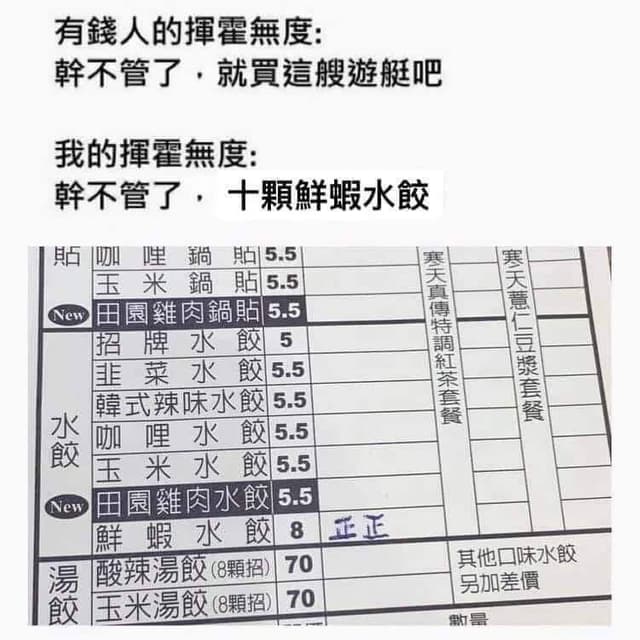 有錢人的揮霍無度:
幹不管了，就買這艘遊艇吧
我的揮霍無度:
幹不管了，十顆鮮蝦水餃
貼
咖哩鍋貼 5.5
玉米鍋貼 5.5
New 田園雞肉鍋貼 5.5
水餃
招牌水餃 5
韭菜水餃 5.5
韓式辣味水餃 5.5
咖哩水餃 5.5
玉米水餃 5.5
New 田園雞肉水餃 5.5
鮮蝦水餃 8 正正
湯餃
酸辣湯餃(8顆招) 70
玉米湯餃(8顆招) 70
寒天真傳特調紅茶套餐
寒天薏仁豆漿套餐
其他口味水餃
另加差價
數量